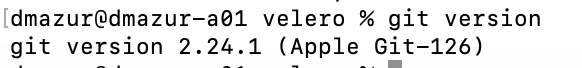 [dmazur@dmazur-a01 velero % git version
git version 2.24.1 (Apple Git-126)